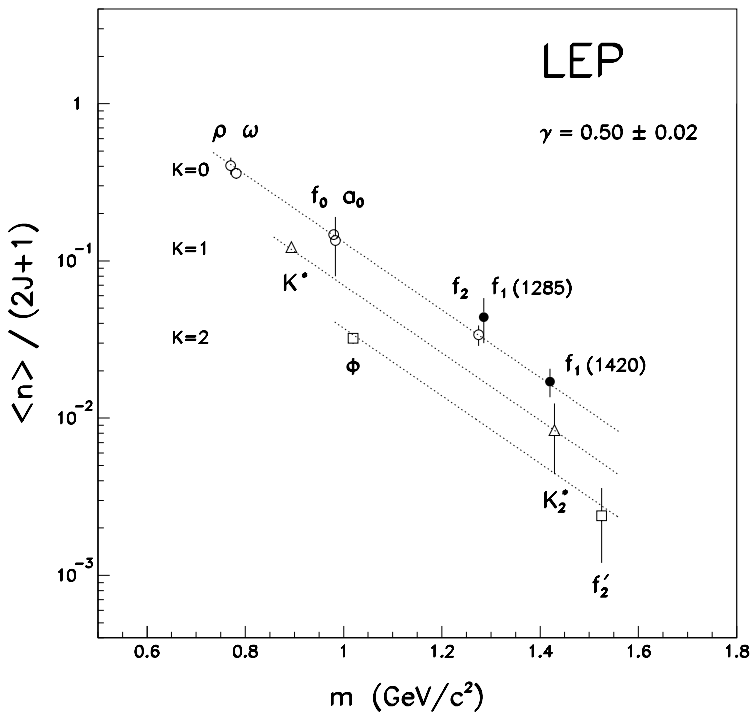 LEP
γ = 0.50 ± 0.02
<n> / (2J+1)
1
10⁻¹
10⁻²
10⁻³
ρ ω
K=0
f₀ a₀
K=1
K*
f₂ f₁(1285)
K=2
Φ
f₁(1420)
K₂*
f₂′
0.6 0.8 1 1.2 1.4 1.6 1.8
m (GeV/c²)